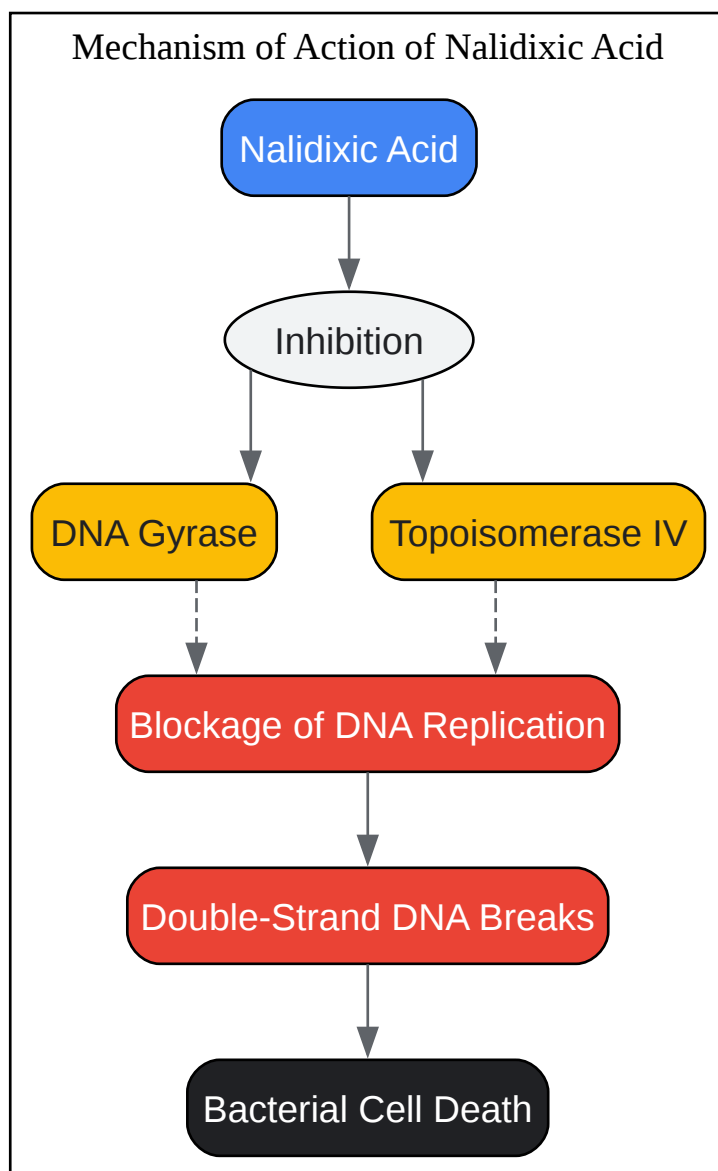 Mechanism of Action of Nalidixic Acid
Nalidixic Acid
Inhibition
DNA Gyrase
Topoisomerase IV
Blockage of DNA Replication
Double-Strand DNA Breaks
Bacterial Cell Death